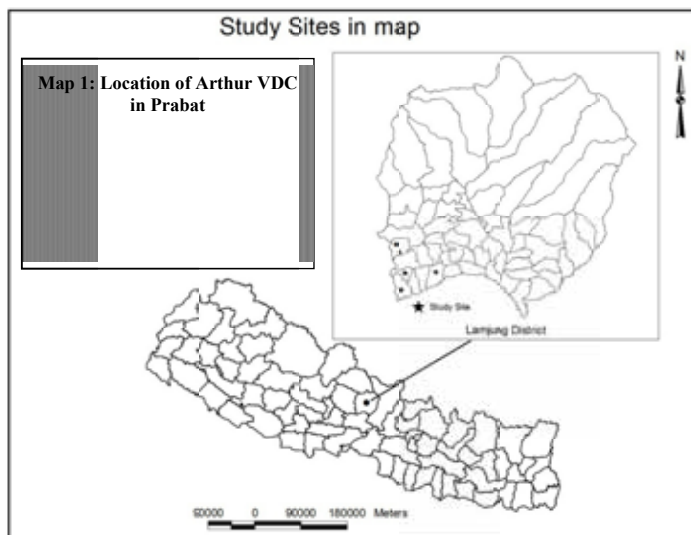 Study Sites in map
Map 1: Location of Arthur VDC
in Prabat
N
Study Site
Lamjung District
90000 0 90000 180000 Meters